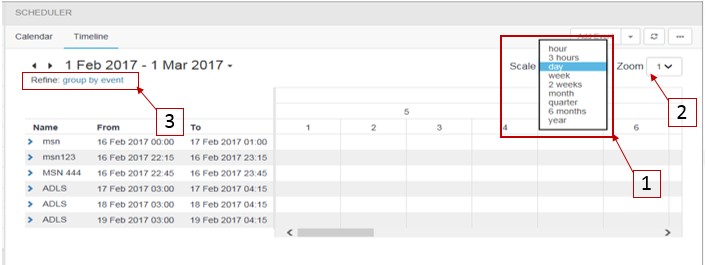 SCHEDULER
Calendar Timeline
1 Feb 2017 - 1 Mar 2017
Add Event
Refine: group by event
Scale
hour
3 hours
day
week
2 weeks
month
quarter
6 months
year
Zoom 1
3
2
1
5
1 2 3 4 6
Name From To
msn 16 Feb 2017 00:00 17 Feb 2017 01:00
msn123 16 Feb 2017 22:15 16 Feb 2017 23:15
MSN 444 16 Feb 2017 22:45 16 Feb 2017 23:45
ADLS 17 Feb 2017 03:00 17 Feb 2017 04:15
ADLS 18 Feb 2017 03:00 18 Feb 2017 04:15
ADLS 19 Feb 2017 03:00 19 Feb 2017 04:15